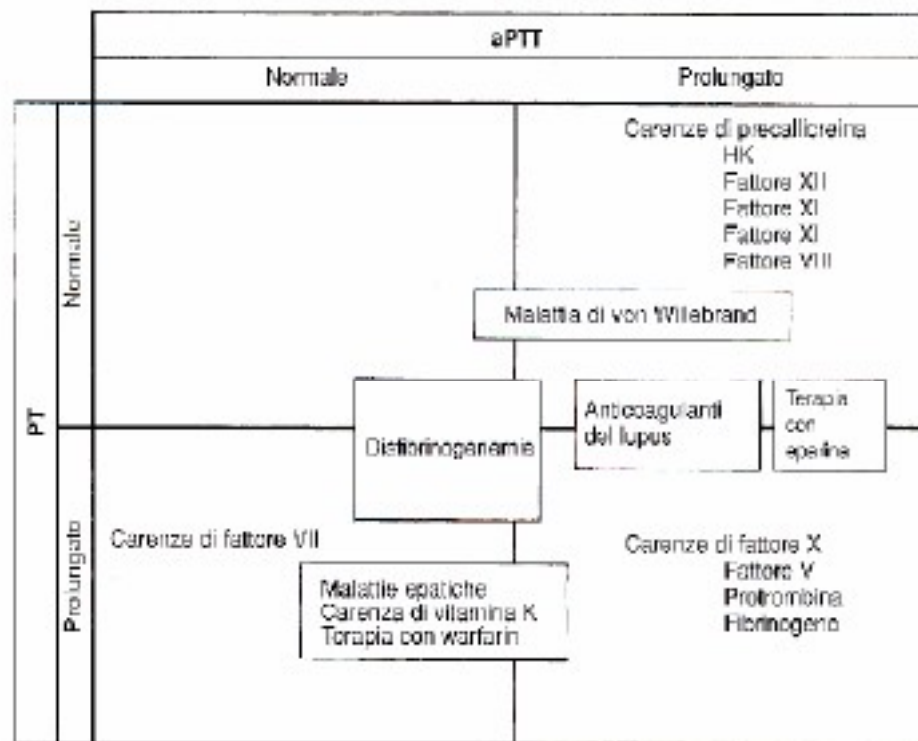 aPTT
Normale
Prolungato
PT
Normale
Prolungato
Carenze di precallicreina
HK
Fattore XII
Fattore XI
Fattore XI
Fattore VIII
Malattia di von Willebrand
Disfibrinogenemie
Anticoagulanti
del lupus
Terapia
con
eparina
Carenze di fattore VII
Malattie epatiche
Carenza di vitamina K
Terapia con warfarin
Carenze di fattore X
Fattore V
Protrombina
Fibrinogeno